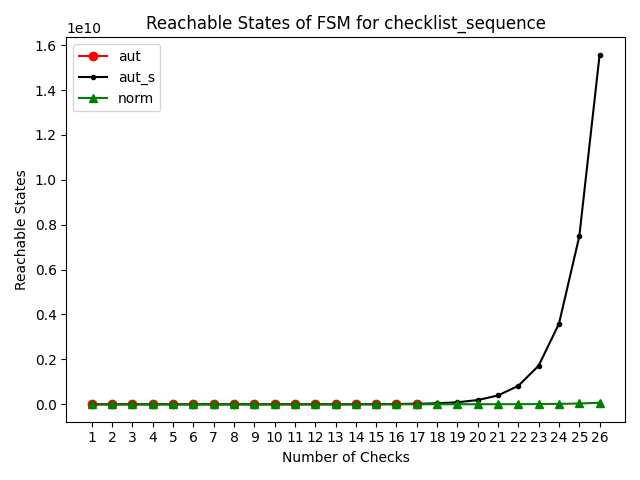 Reachable States of FSM for checklist_sequence
1e10
aut
aut_s
norm
1.6
1.4
1.2
1.0
0.8
0.6
0.4
0.2
0.0
Reachable States
1 2 3 4 5 6 7 8 9 10 11 12 13 14 15 16 17 18 19 20 21 22 23 24 25 26
Number of Checks